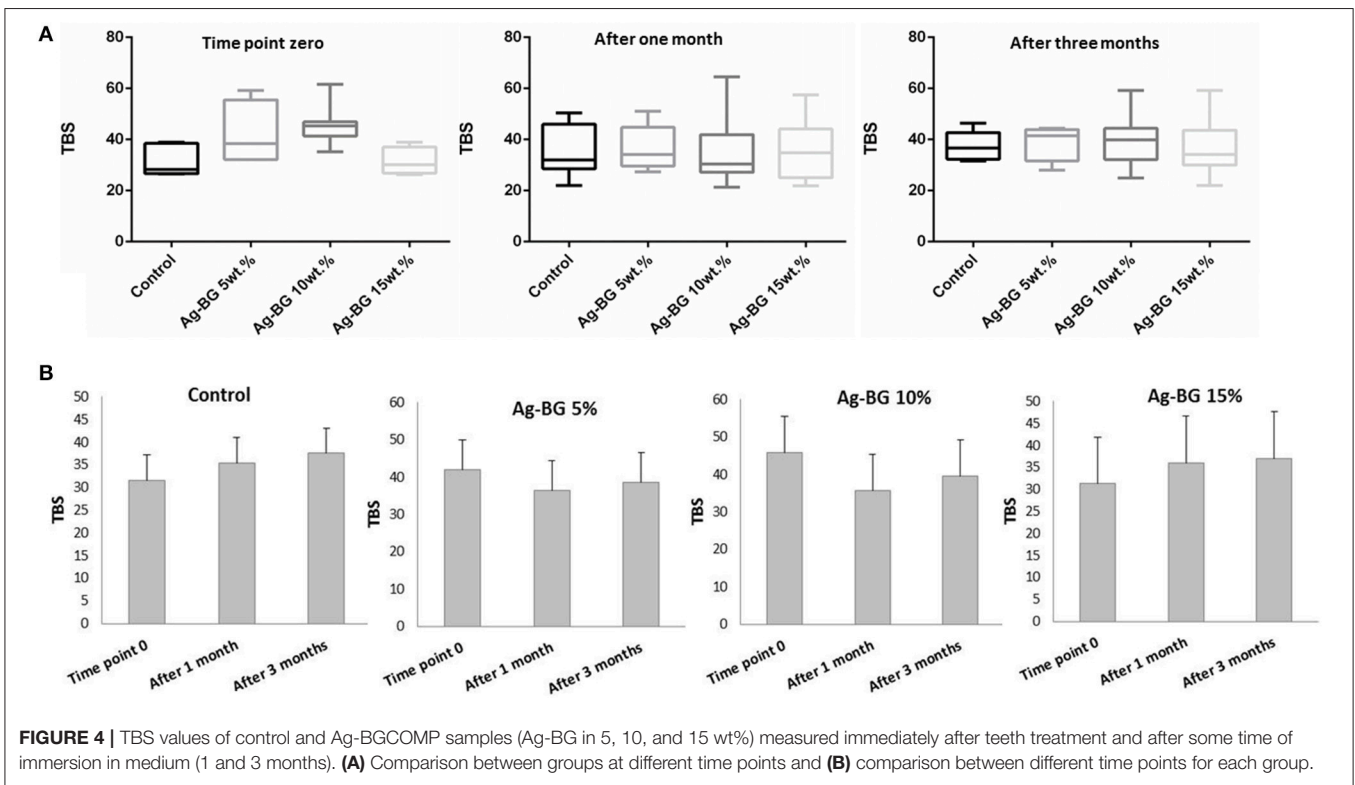 A
Time point zero
After one month
After three months
80
60
40
20
0
TBS
Control
Ag-BG 5wt.%
Ag-BG 10wt.%
Ag-BG 15wt.%
80
60
40
20
0
TBS
Control
Ag-BG 5wt.%
Ag-BG 10wt.%
Ag-BG 15wt.%
80
60
40
20
0
TBS
Control
Ag-BG 5wt.%
Ag-BG 10wt.%
Ag-BG 15wt.%
B
Control
50
45
40
35
30
25
20
15
10
5
0
TBS
Time point 0
After 1 month
After 3 months
Ag-BG 5%
60
50
40
30
20
10
0
TBS
Time point 0
After 1 month
After 3 months
Ag-BG 10%
60
50
40
30
20
10
0
TBS
Time point 0
After 1 month
After 3 months
Ag-BG 15%
50
45
40
35
30
25
20
15
10
5
0
TBS
Time point 0
After 1 month
After 3 months
FIGURE 4 | TBS values of control and Ag-BGCOMP samples (Ag-BG in 5, 10, and 15 wt%) measured immediately after teeth treatment and after some time of
immersion in medium (1 and 3 months). (A) Comparison between groups at different time points and (B) comparison between different time points for each group.